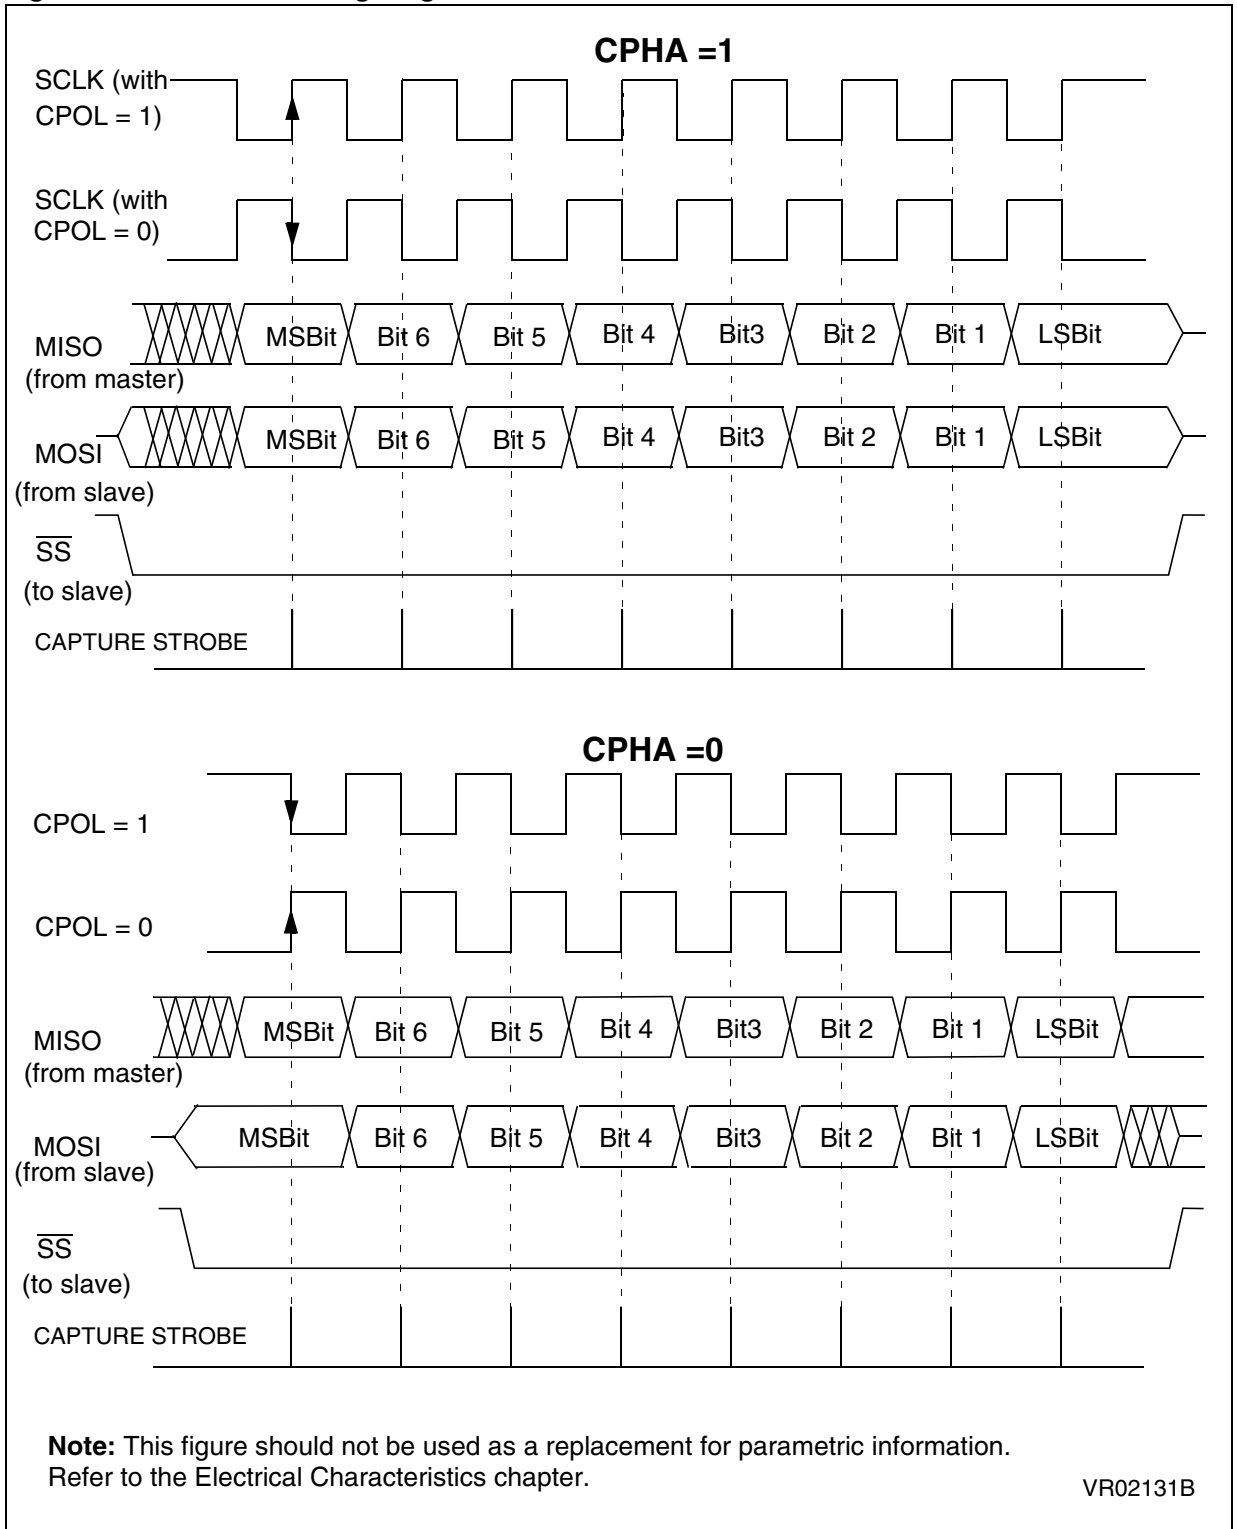 CPHA =1
SCLK (with
CPOL = 1)
SCLK (with
CPOL = 0)
MISO
(from master)
MSBit Bit 6 Bit 5 Bit 4 Bit3 Bit 2 Bit 1 LSBit
MOSI
(from slave)
MSBit Bit 6 Bit 5 Bit 4 Bit3 Bit 2 Bit 1 LSBit
SS
(to slave)
CAPTURE STROBE
CPHA =0
CPOL = 1
CPOL = 0
MISO
(from master)
MSBit Bit 6 Bit 5 Bit 4 Bit3 Bit 2 Bit 1 LSBit
MOSI
(from slave)
MSBit Bit 6 Bit 5 Bit 4 Bit3 Bit 2 Bit 1 LSBit
SS
(to slave)
CAPTURE STROBE
Note: This figure should not be used as a replacement for parametric information.
Refer to the Electrical Characteristics chapter.
VR02131B